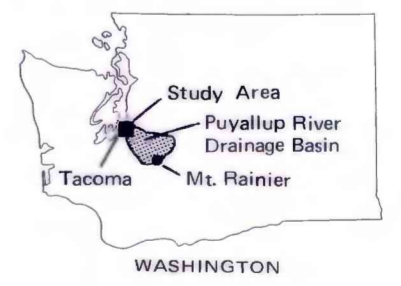 Study Area
Puyallup River
Drainage Basin
Tacoma
Mt. Rainier
WASHINGTON